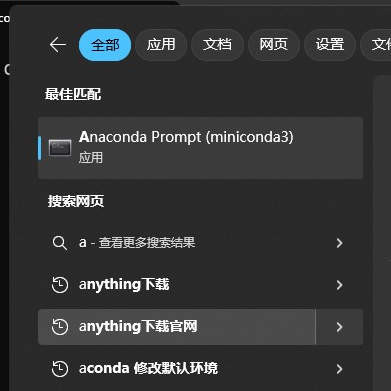 全部 应用 文档 网页 设置
最佳匹配
Anaconda Prompt (miniconda3)
应用
搜索网页
a - 查看更多搜索结果
anything下载
anything下载官网
aconda 修改默认环境